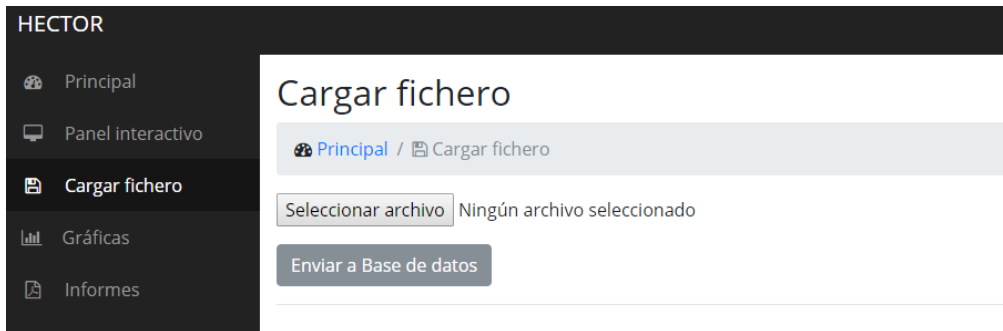 HECTOR
Principal
Panel interactivo
Cargar fichero
Gráficas
Informes
Cargar fichero
Principal / Cargar fichero
Seleccionar archivo Ningún archivo seleccionado
Enviar a Base de datos